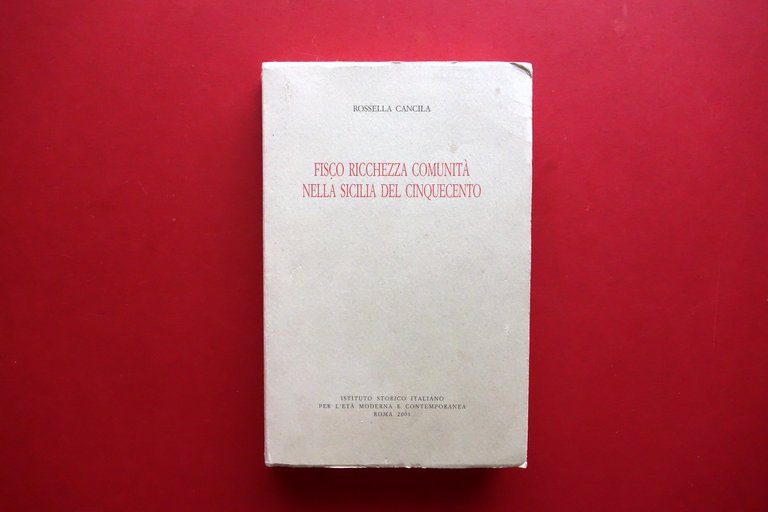 ROSSELLA CANCILA
FISCO RICCHEZZA COMUNITÀ
NELLA SICILIA DEL CINQUECENTO
ISTITUTO STORICO ITALIANO
PER L'ETÀ MODERNA E CONTEMPORANEA
ROMA 2001